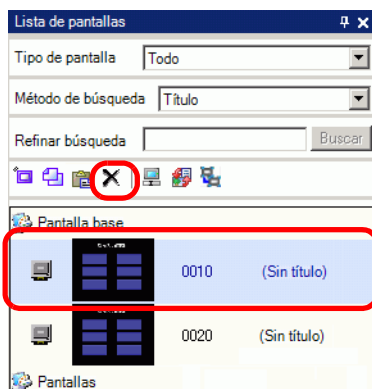 Lista de pantallas
Tipo de pantalla Todo
Método de búsqueda Título
Refinar búsqueda Buscar
Pantalla base
0010 (Sin título)
0020 (Sin título)
Pantallas